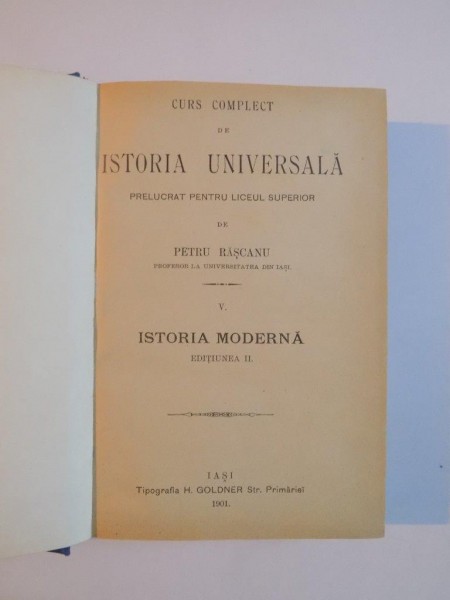 CURS COMPLECT
DE
ISTORIA UNIVERSALĂ
PRELUCRAT PENTRU LICEUL SUPERIOR
DE
PETRU RĂȘCANU
PROFESOR LA UNIVERSITATEA DIN IAȘI.
V.
ISTORIA MODERNĂ
EDIȚIUNEA II.
IAȘI
Tipografia H. GOLDNER Str. Primăriei
1901.